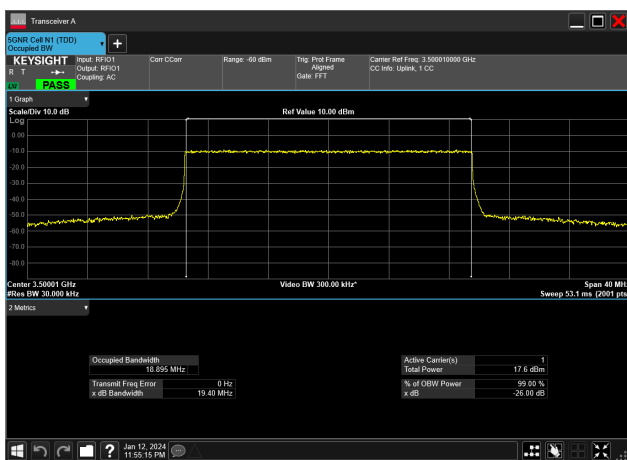 Transceiver A
5GNR Cell N1 (TDD)
Occupied BW
+
KEYSIGHT
R T
LXI
PASS
Input: RFIO1
Output: RFIO1
Coupling: AC
Corr CCorr
Range: -60 dBm
Trig: Prot Frame
Aligned
Gate: FFT
Carrier Ref Freq: 3.500010000 GHz
CC Info: Uplink, 1 CC
1 Graph
Scale/Div 10.0 dB
Ref Value 10.00 dBm
Log
0.00
-10.0
-20.0
-30.0
-40.0
-50.0
-60.0
-70.0
-80.0
Center 3.50001 GHz
Video BW 300.00 kHz*
Span 40 MH
#Res BW 30.000 kHz
Sweep 53.1 ms (2001 pts
2 Metrics
Occupied Bandwidth
18.895 MHz
Transmit Freq Error 0 Hz
x dB Bandwidth 19.40 MHz
Active Carrier(s) 1
Total Power 17.6 dBm
% of OBW Power 99.00 %
x dB -26.00 dB
?
Jan 12, 2024
11:55:15 PM